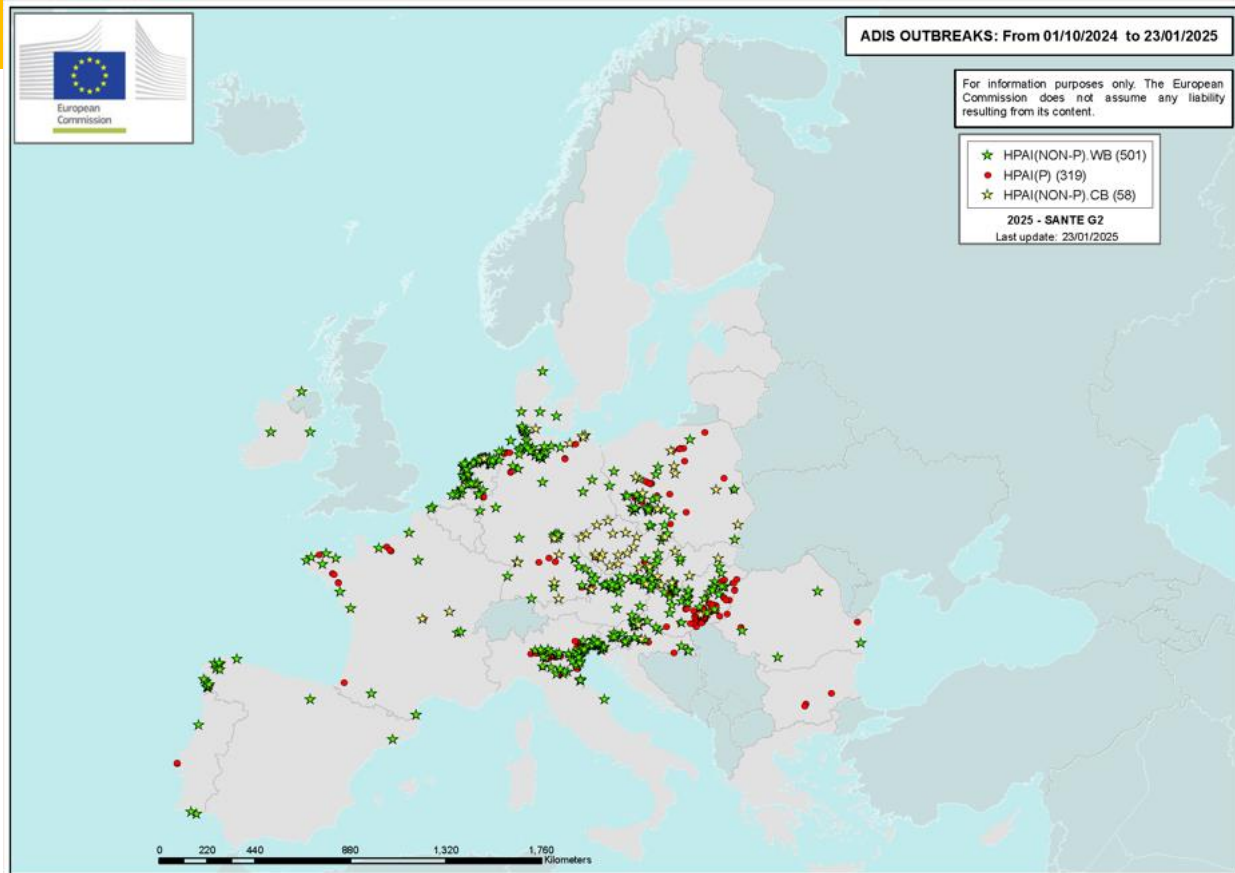 European
Commission
ADIS OUTBREAKS: From 01/10/2024 to 23/01/2025
For information purposes only. The European
Commission does not assume any liability
resulting from its content.
HPAI(NON-P).WB (501)
HPAI(P) (319)
HPAI(NON-P).CB (58)
2025 - SANTE G2
Last update: 23/01/2025
0 220 440 880 1,320 1,760
Kilometers